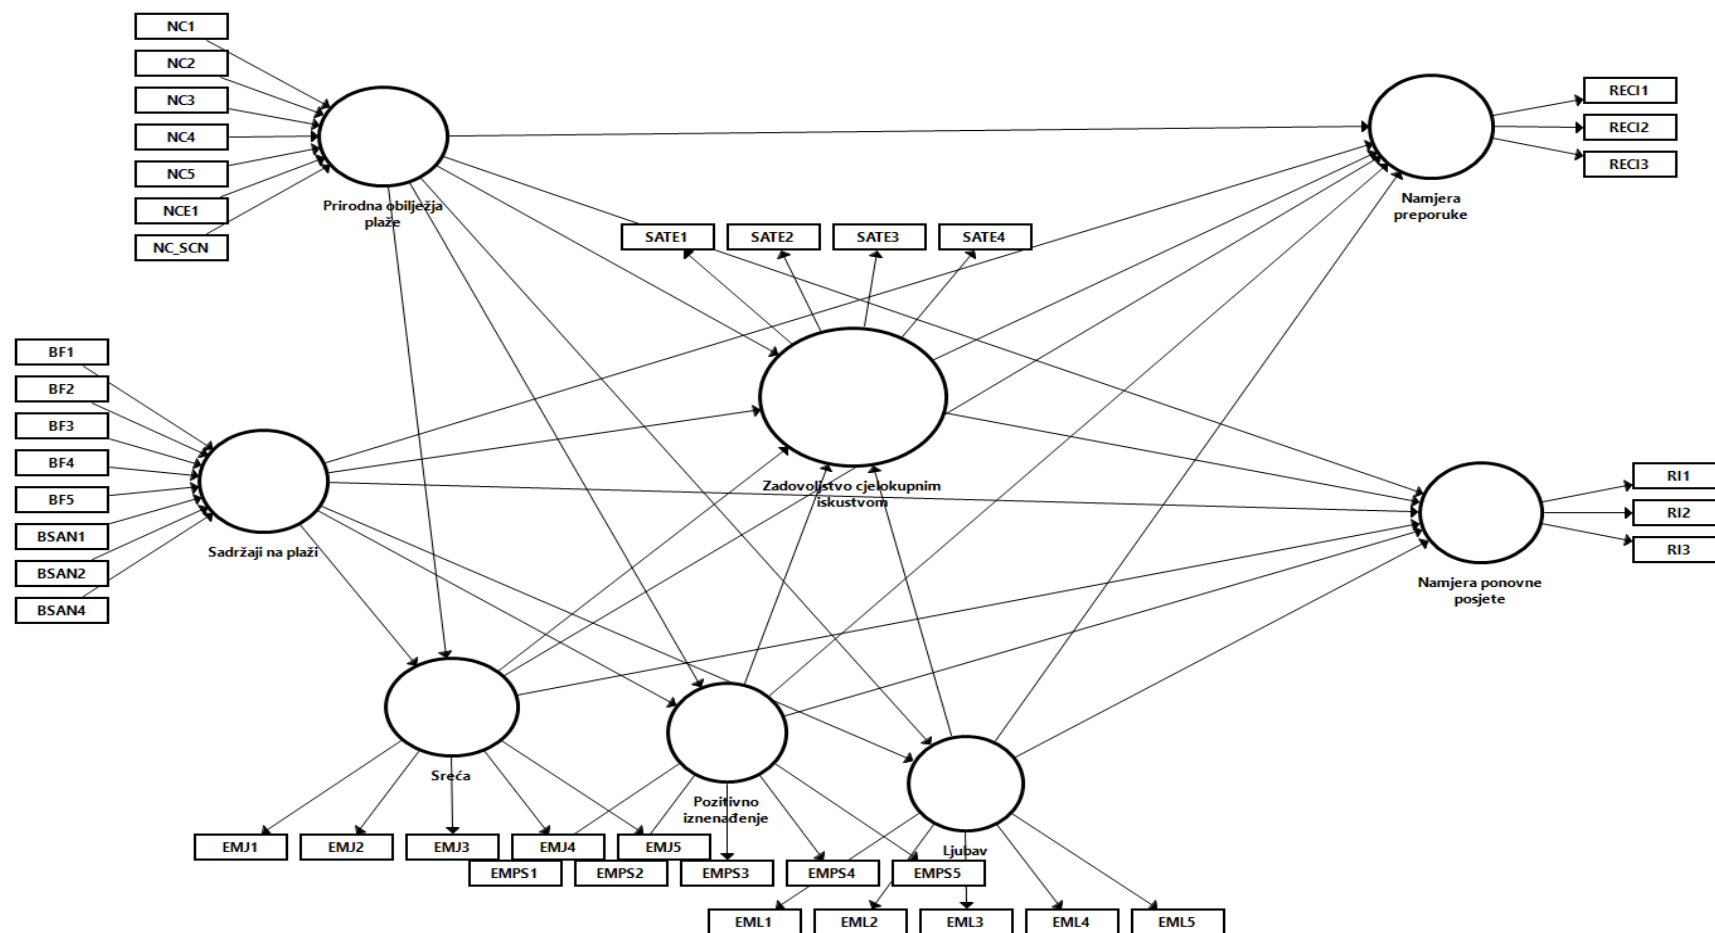 NC1
NC2
NC3
NC4
NC5
NCE1
NC_SCN
Prirodna obilježja
plaže
SATE1
SATE2
SATE3
SATE4
Namjera
preporuke
RECI1
RECI2
RECI3
BF1
BF2
BF3
BF4
BF5
BSAN1
BSAN2
BSAN4
Sadržaji na plaži
Zadovoljstvo cjelokupnim
iskustvom
Namjera ponovne
posjete
RI1
RI2
RI3
Sreća
Pozitivno
iznenađenje
Ljubav
EMJ1
EMJ2
EMJ3
EMJ4
EMJ5
EMPS1
EMPS2
EMPS3
EMPS4
EMPS5
EML1
EML2
EML3
EML4
EML5